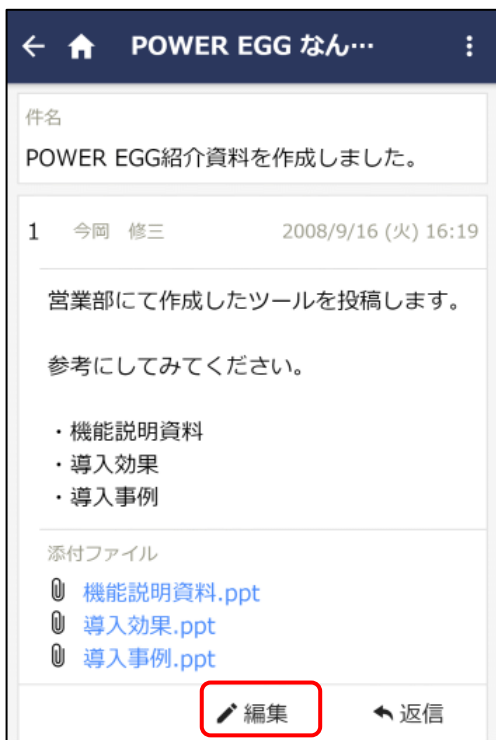 POWER EGG なん…
件名
POWER EGG紹介資料を作成しました。
1 今岡 修三 2008/9/16 (火) 16:19
営業部にて作成したツールを投稿します。
参考にしてみてください。
・機能説明資料
・導入効果
・導入事例
添付ファイル
機能説明資料.ppt
導入効果.ppt
導入事例.ppt
編集 返信